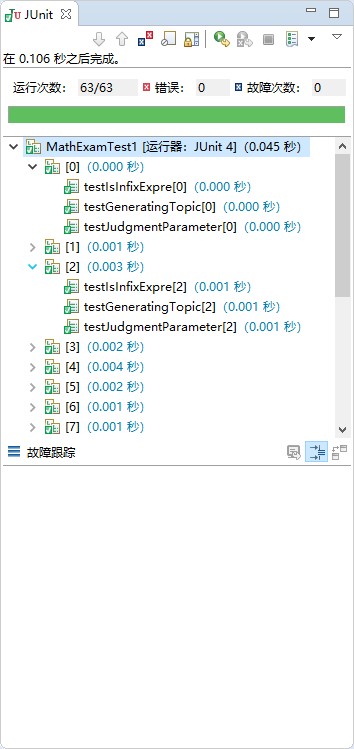 JUnit
在 0.106 秒之后完成。
运行次数： 63/63 错误： 0 故障次数： 0
MathExamTest1 [运行器：JUnit 4] (0.045 秒)
[0] (0.000 秒)
testIsInfixExpre[0] (0.000 秒)
testGeneratingTopic[0] (0.000 秒)
testJudgmentParameter[0] (0.000 秒)
[1] (0.001 秒)
[2] (0.003 秒)
testIsInfixExpre[2] (0.001 秒)
testGeneratingTopic[2] (0.001 秒)
testJudgmentParameter[2] (0.001 秒)
[3] (0.002 秒)
[4] (0.004 秒)
[5] (0.002 秒)
[6] (0.001 秒)
[7] (0.001 秒)
故障跟踪